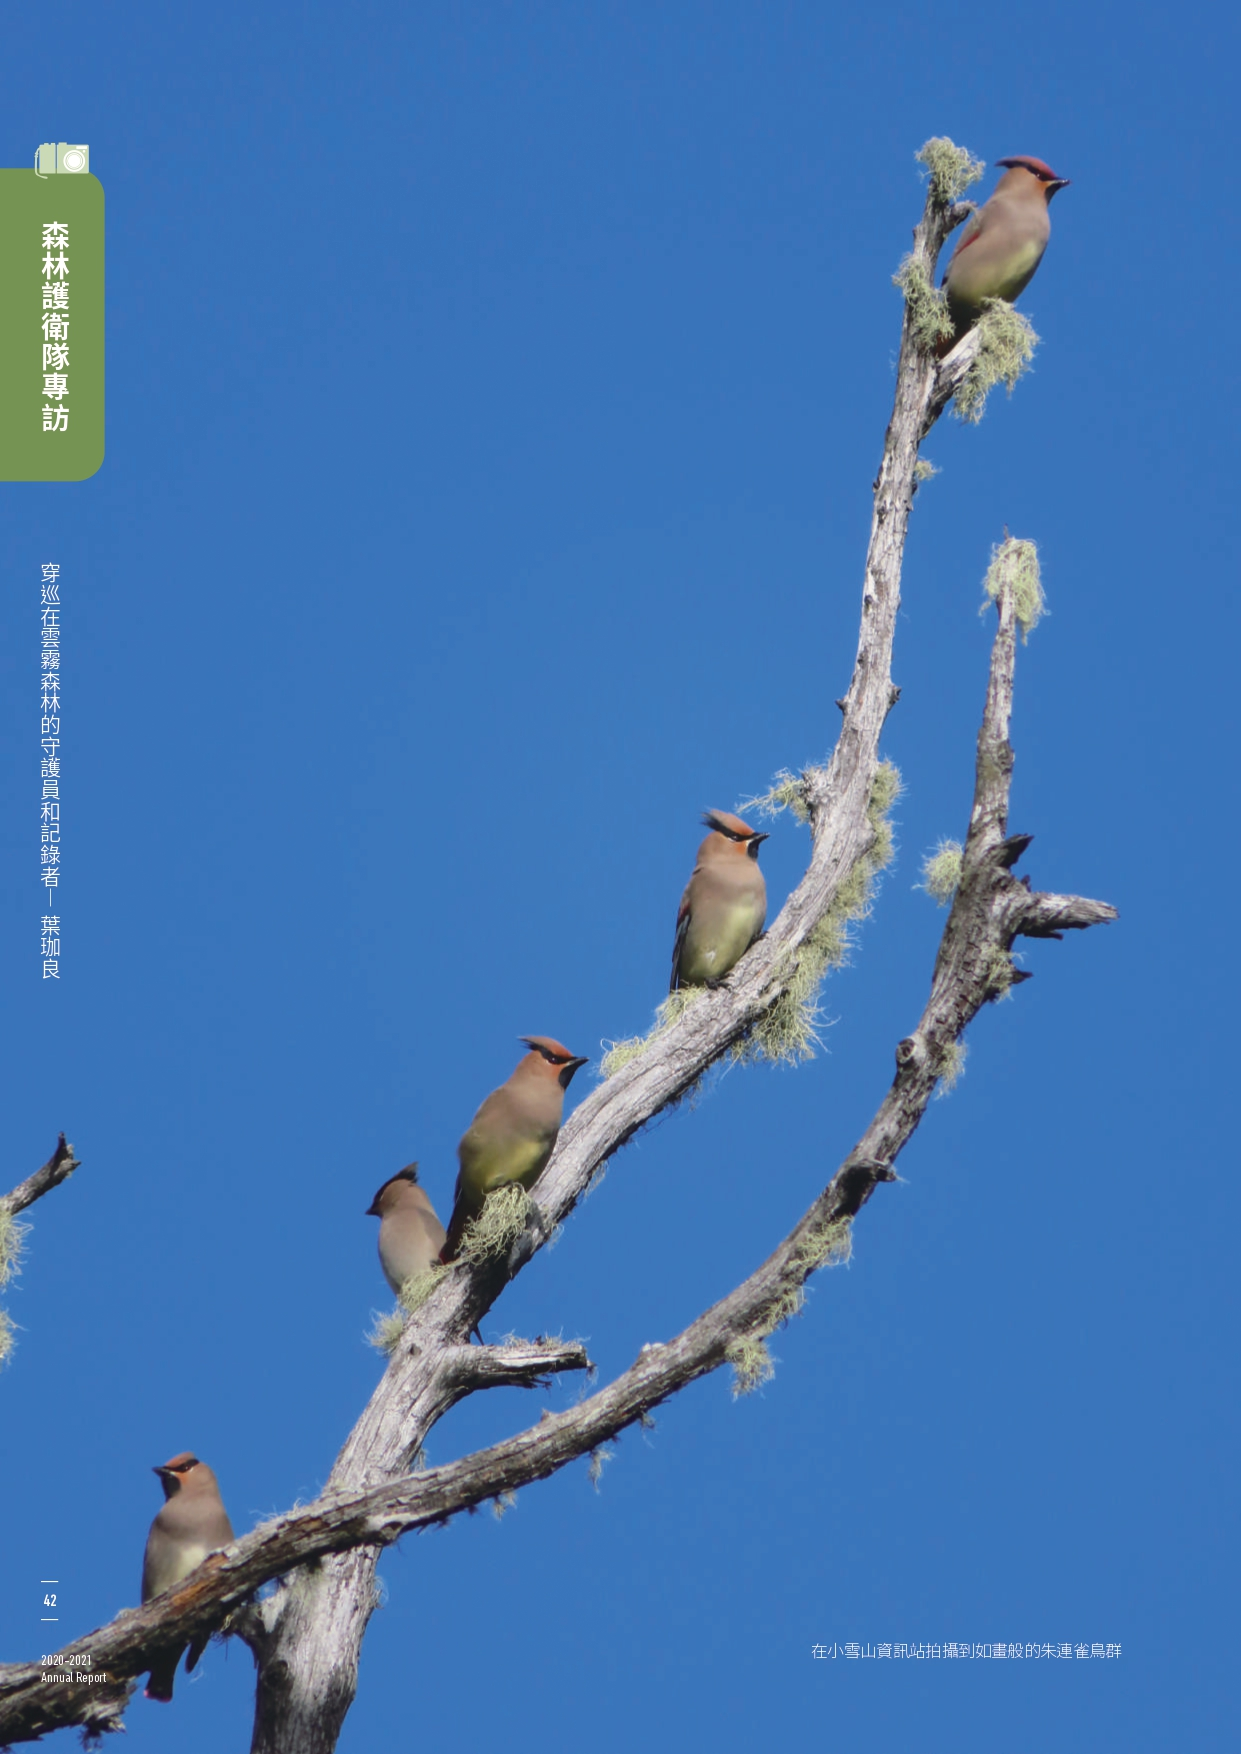 森林護衛隊專訪
穿巡在雲霧森林的守護員和記錄者— 葉珈良
42
2020-2021
Annual Report
在小雪山資訊站拍攝到如畫般的朱連雀鳥群